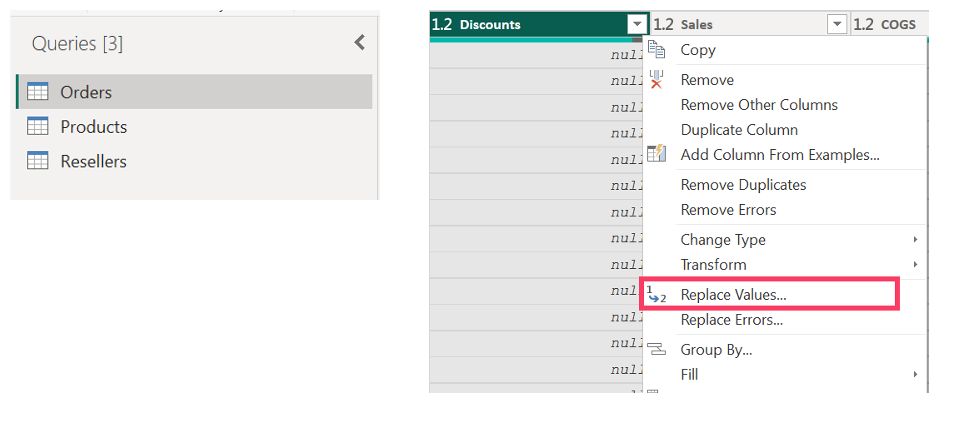 Queries [3]
Orders
Products
Resellers
1.2 Discounts
1.2 Sales
1.2 COGS
null
null
null
null
null
null
null
null
null
null
null
null
null
Copy
Remove
Remove Other Columns
Duplicate Column
Add Column From Examples...
Remove Duplicates
Remove Errors
Change Type
Transform
1 2 Replace Values...
Replace Errors...
Group By...
Fill